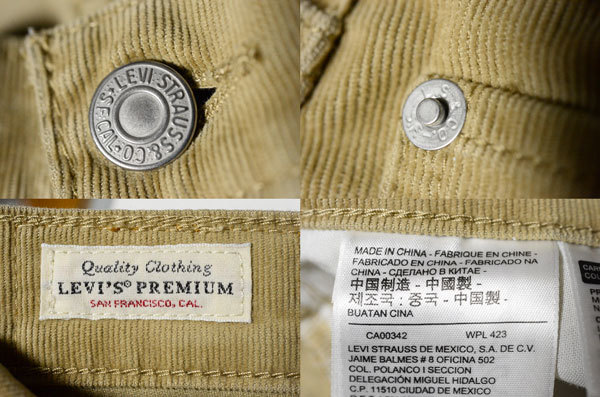 LEVI STRAUSS & CO. S.F. CAL.
L S & CO S F
Quality Clothing
LEVI'S® PREMIUM
SAN FRANCISCO, CAL.
MADE IN CHINA - FABRIQUE EN CHINE -
FABRICADO EN CHINA - FABRICADO NA
CHINA - СДЕЛАНО В КИТАЕ -
中国制造 - 中國製 -
제조국 : 중국 - 中国製 -
BUATAN CINA
CA00342 WPL 423
LEVI STRAUSS DE MEXICO, S.A. DE C.V.
JAIME BALMES # 8 OFICINA 502
COL. POLANCO I SECCION
DELEGACIÓN MIGUEL HIDALGO
C.P. 11510 CIUDAD DE MEXICO